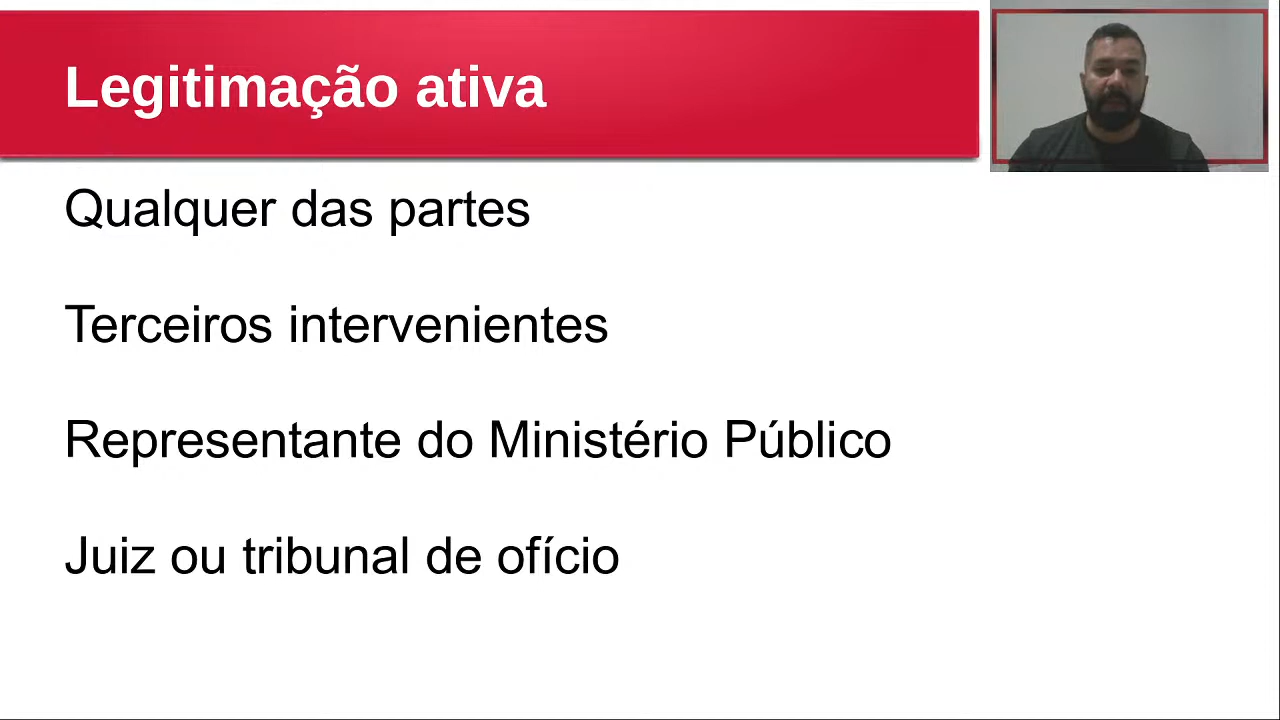 Legitimação ativa
Qualquer das partes
Terceiros intervenientes
Representante do Ministério Público
Juiz ou tribunal de ofício